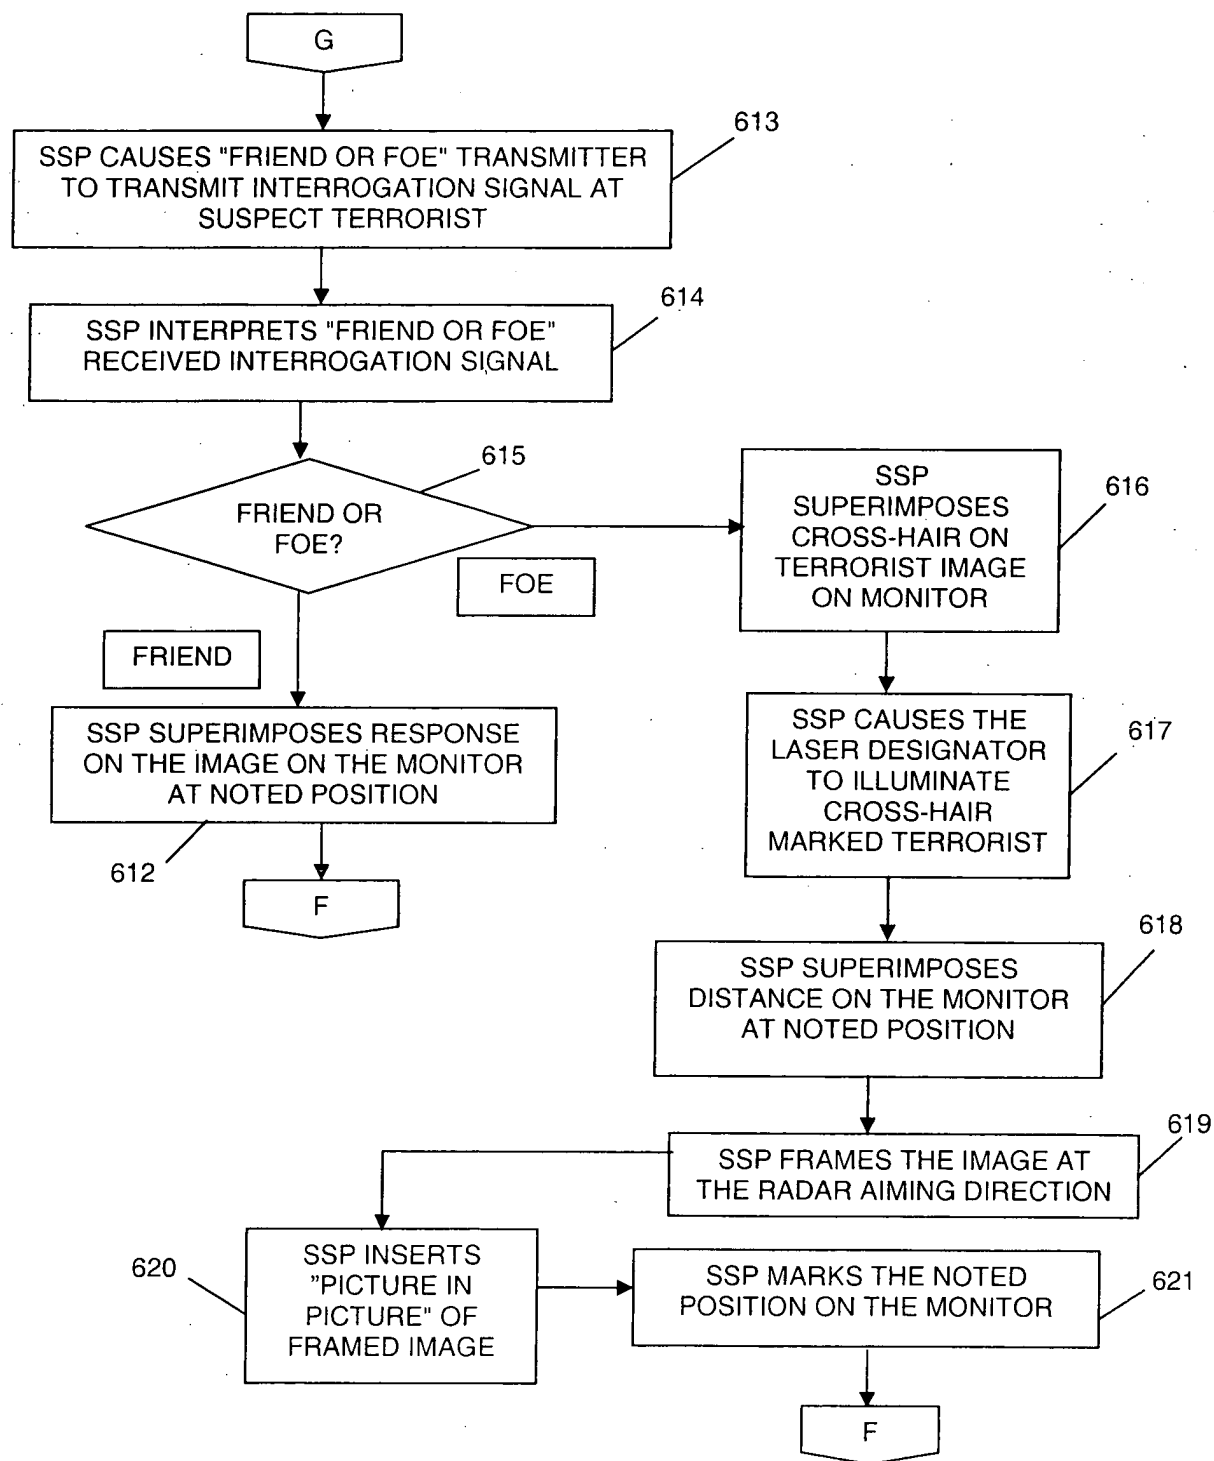 G
613
SSP CAUSES "FRIEND OR FOE" TRANSMITTER
TO TRANSMIT INTERROGATION SIGNAL AT
SUSPECT TERRORIST
614
SSP INTERPRETS "FRIEND OR FOE"
RECEIVED INTERROGATION SIGNAL
615
FRIEND OR
FOE?
FOE
FRIEND
SSP SUPERIMPOSES RESPONSE
ON THE IMAGE ON THE MONITOR
AT NOTED POSITION
612
F
616
SSP
SUPERIMPOSES
CROSS-HAIR ON
TERRORIST IMAGE
ON MONITOR
617
SSP CAUSES THE
LASER DESIGNATOR
TO ILLUMINATE
CROSS-HAIR
MARKED TERRORIST
618
SSP SUPERIMPOSES
DISTANCE ON THE MONITOR
AT NOTED POSITION
619
SSP FRAMES THE IMAGE AT
THE RADAR AIMING DIRECTION
620
SSP INSERTS
"PICTURE IN
PICTURE" OF
FRAMED IMAGE
SSP MARKS THE NOTED
POSITION ON THE MONITOR
621
F